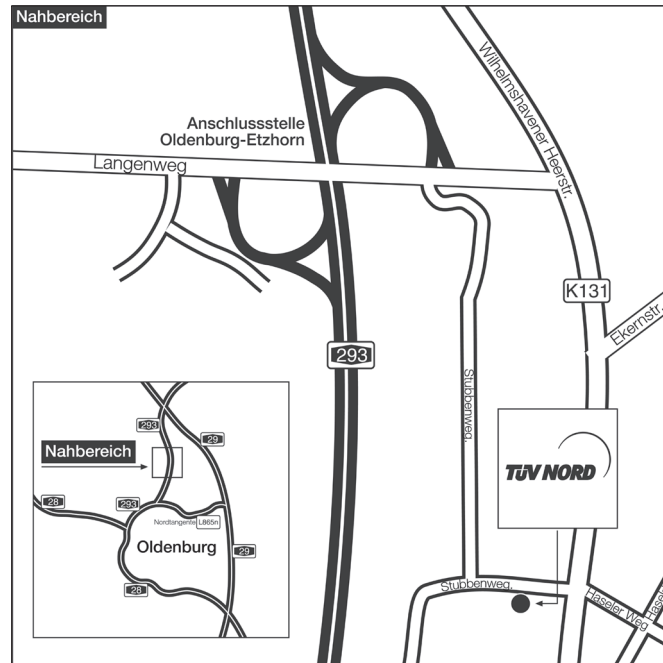 Nahbereich
Wilhelmshavener Heerstr.
Anschlussstelle
Oldenburg-Etzhorn
Langenweg
K131
Ekernstr.
293
Stubbenweg.
TÜV NORD
293
29
Nahbereich
28
293
Nordtangente
L865n
Oldenburg
29
28
Stubbenweg.
Haseler Weg